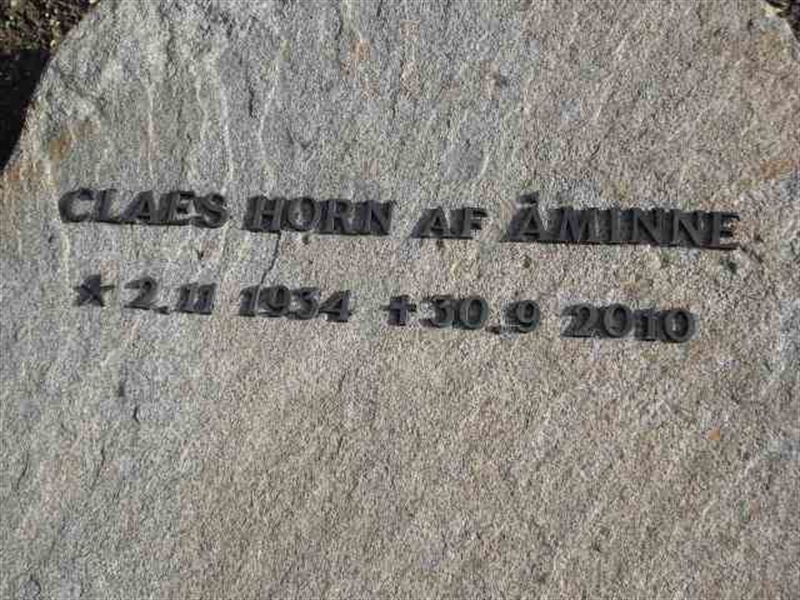 CLAES HORN AF ÅMINNE
★ 2.11 1934 ✝ 30.9 2010